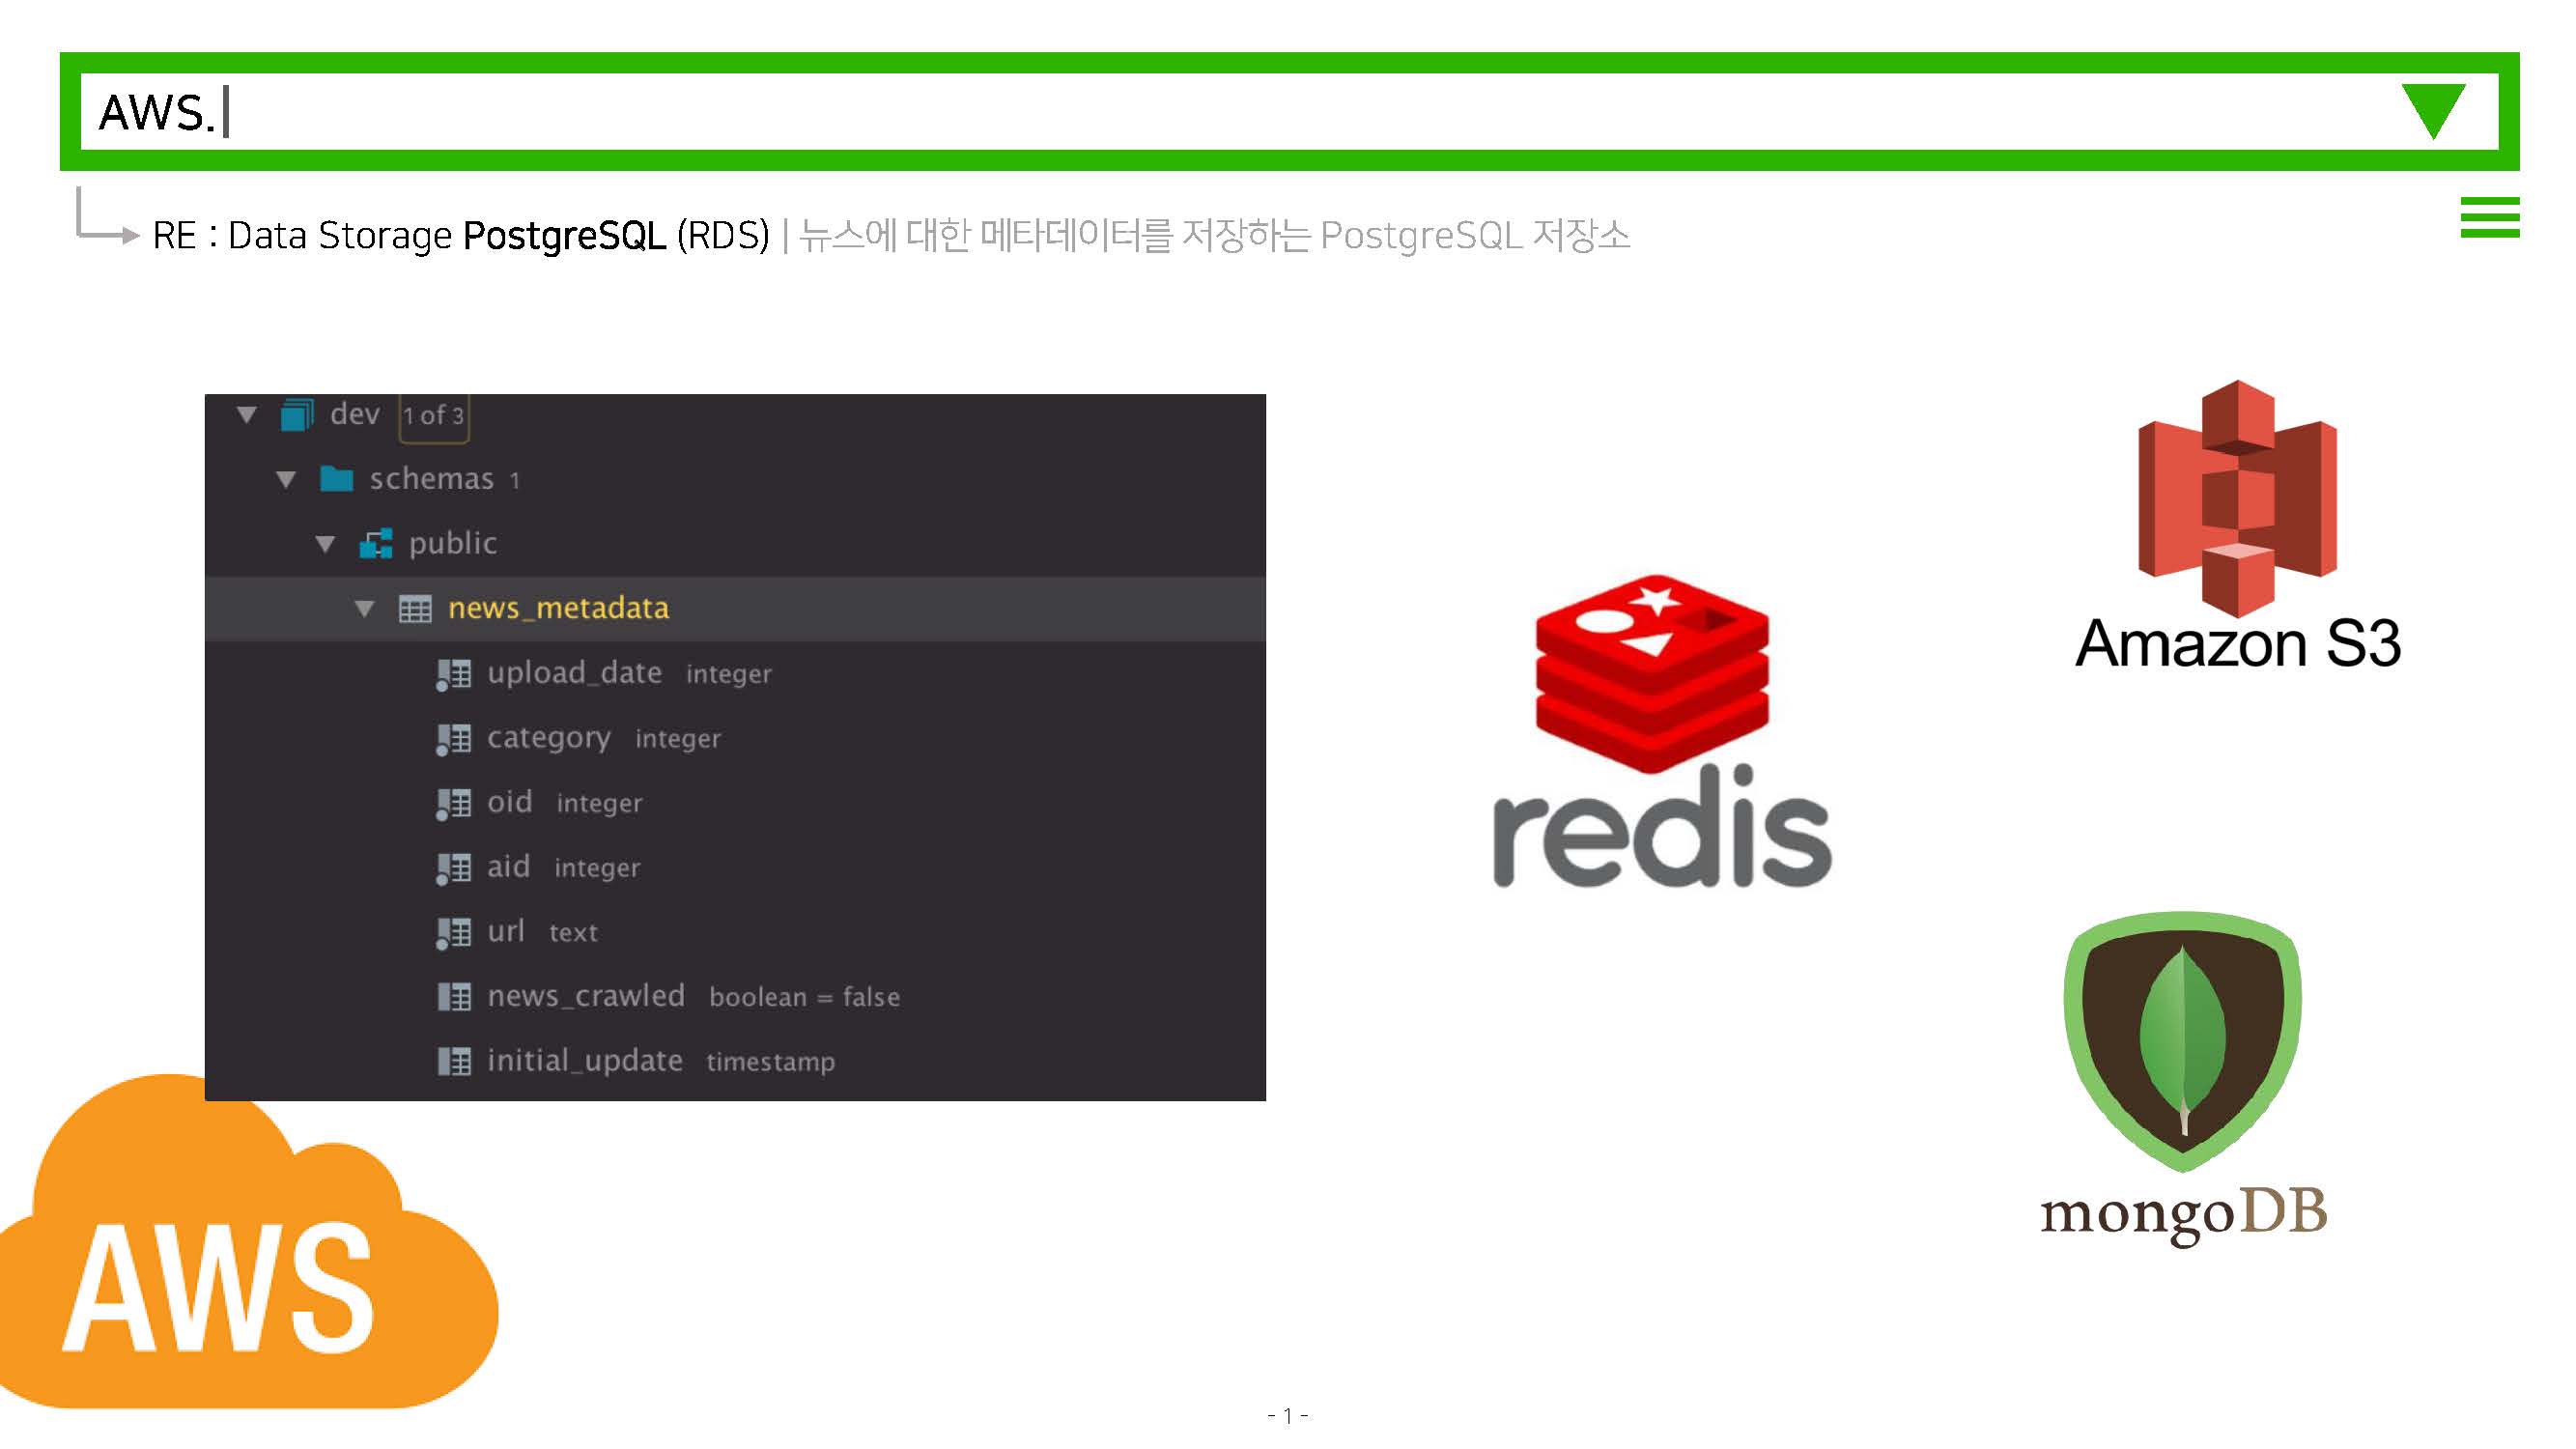 AWS.
RE : Data Storage PostgreSQL (RDS) | 뉴스에 대한 메타데이터를 저장하는 PostgreSQL 저장소
dev 1 of 3
schemas 1
public
news_metadata
upload_date integer
category integer
oid integer
aid integer
url text
news_crawled boolean = false
initial_update timestamp
redis
Amazon S3
mongoDB
AWS
- 1 -